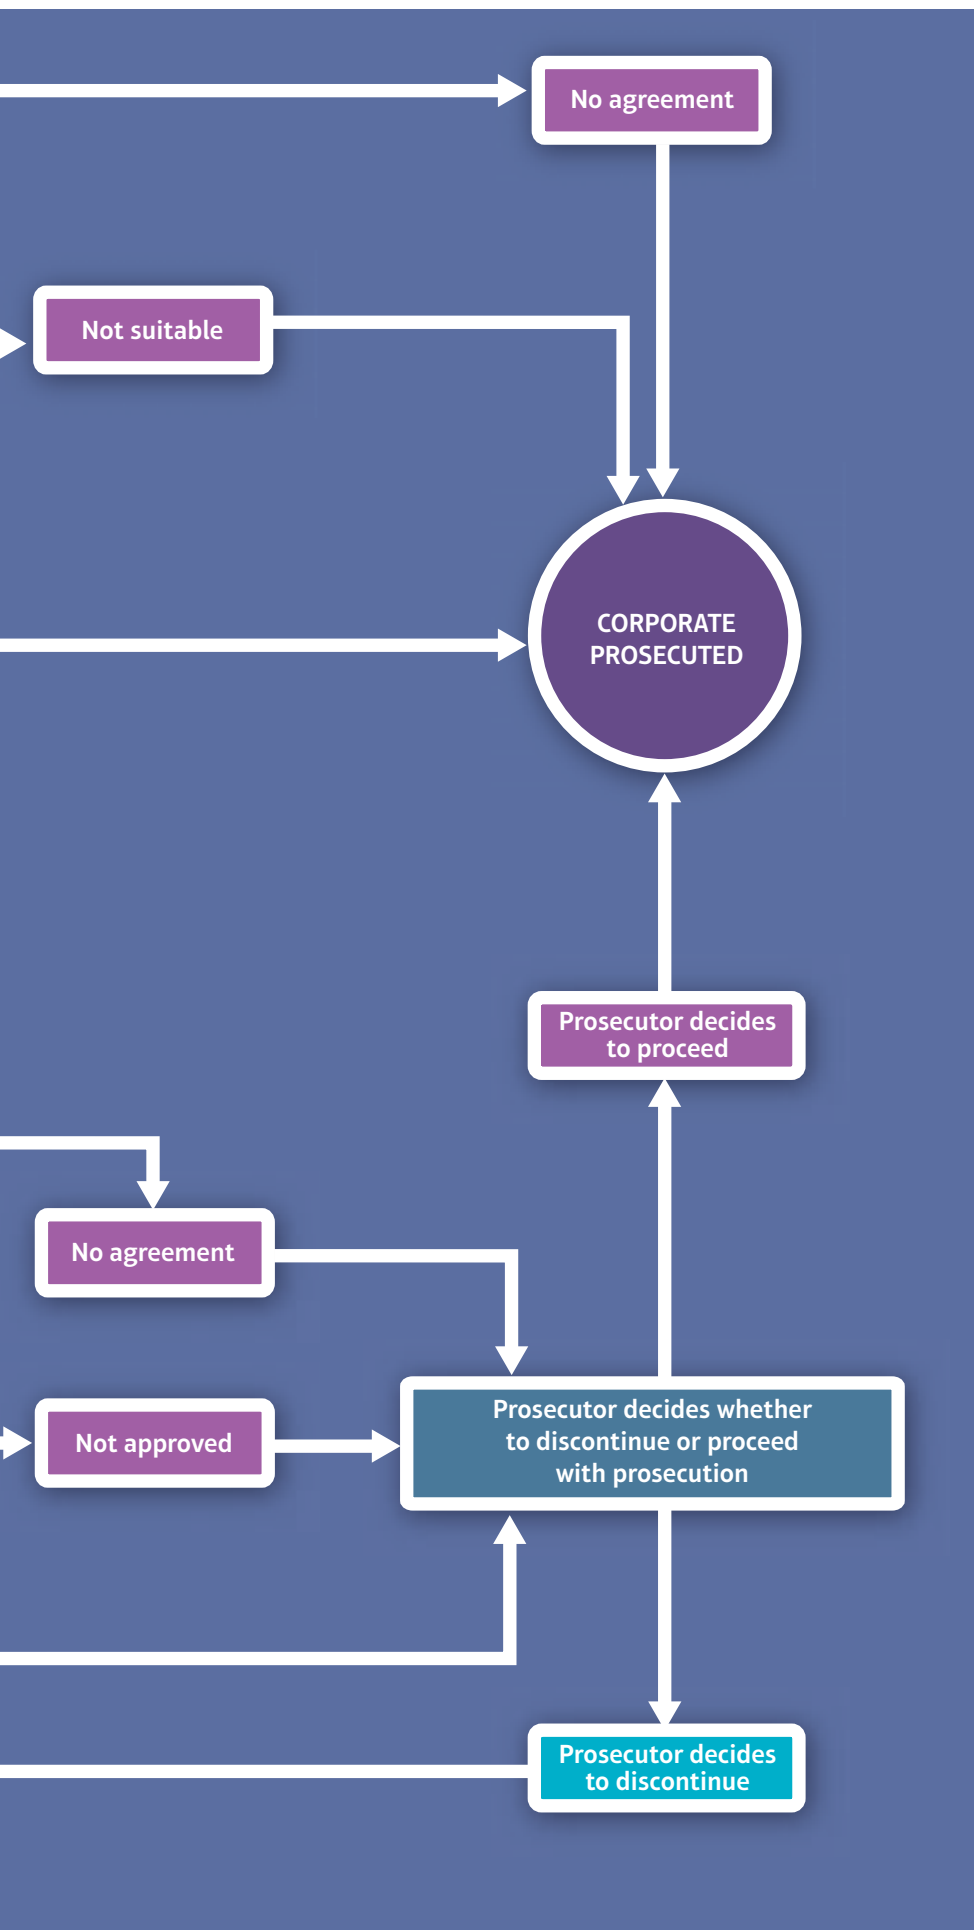 No agreement
Not suitable
CORPORATE
PROSECUTED
Prosecutor decides
to proceed
No agreement
Prosecutor decides whether
to discontinue or proceed
with prosecution
Not approved
Prosecutor decides
to discontinue